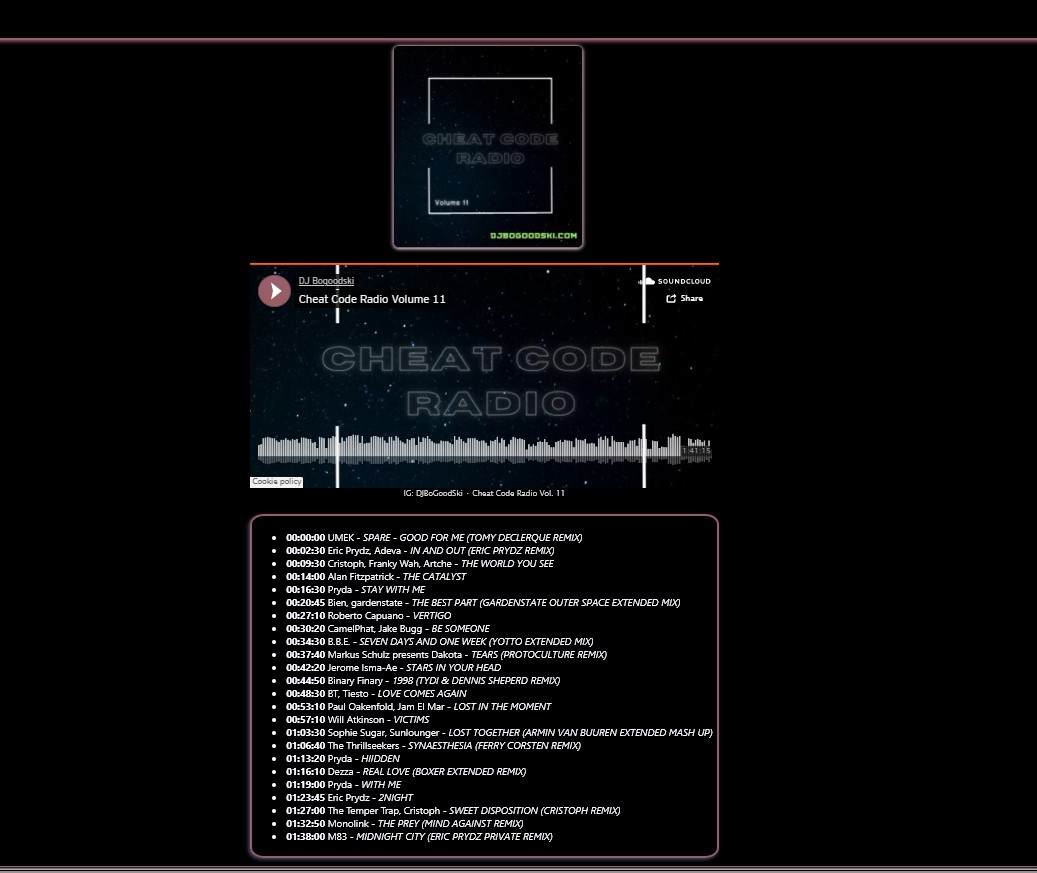 CHEAT CODE
RADIO
Volume 11
DJBOGOODSKI.COM
DJ Bogoodski
SOUNDCLOUD
Cheat Code Radio Volume 11
Share
CHEAT CODE
RADIO
1:41:15
Cookie policy
IG: DJBoGoodSki · Cheat Code Radio Vol. 11
00:00:00 UMEK - SPARE - GOOD FOR ME (TOMY DECLERQUE REMIX)
00:02:30 Eric Prydz, Adeva - IN AND OUT (ERIC PRYDZ REMIX)
00:09:30 Cristoph, Franky Wah, Artche - THE WORLD YOU SEE
00:14:00 Alan Fitzpatrick - THE CATALYST
00:16:30 Pryda - STAY WITH ME
00:20:45 Bien, gardenstate - THE BEST PART (GARDENSTATE OUTER SPACE EXTENDED MIX)
00:27:10 Roberto Capuano - VERTIGO
00:30:20 CamelPhat, Jake Bugg - BE SOMEONE
00:34:30 B.B.E. - SEVEN DAYS AND ONE WEEK (YOTTO EXTENDED MIX)
00:37:40 Markus Schulz presents Dakota - TEARS (PROTOCULTURE REMIX)
00:42:20 Jerome Isma-Ae - STARS IN YOUR HEAD
00:44:50 Binary Finary - 1998 (TYDI & DENNIS SHEPERD REMIX)
00:48:30 BT, Tiesto - LOVE COMES AGAIN
00:53:10 Paul Oakenfold, Jam El Mar - LOST IN THE MOMENT
00:57:10 Will Atkinson - VICTIMS
01:03:30 Sophie Sugar, Sunlounger - LOST TOGETHER (ARMIN VAN BUUREN EXTENDED MASH UP)
01:06:40 The Thrillseekers - SYNAESTHESIA (FERRY CORSTEN REMIX)
01:13:20 Pryda - HIIDDEN
01:16:10 Dezza - REAL LOVE (BOXER EXTENDED REMIX)
01:19:00 Pryda - WITH ME
01:23:45 Eric Prydz - 2NIGHT
01:27:00 The Temper Trap, Cristoph - SWEET DISPOSITION (CRISTOPH REMIX)
01:32:50 Monolink - THE PREY (MIND AGAINST REMIX)
01:38:00 M83 - MIDNIGHT CITY (ERIC PRYDZ PRIVATE REMIX)